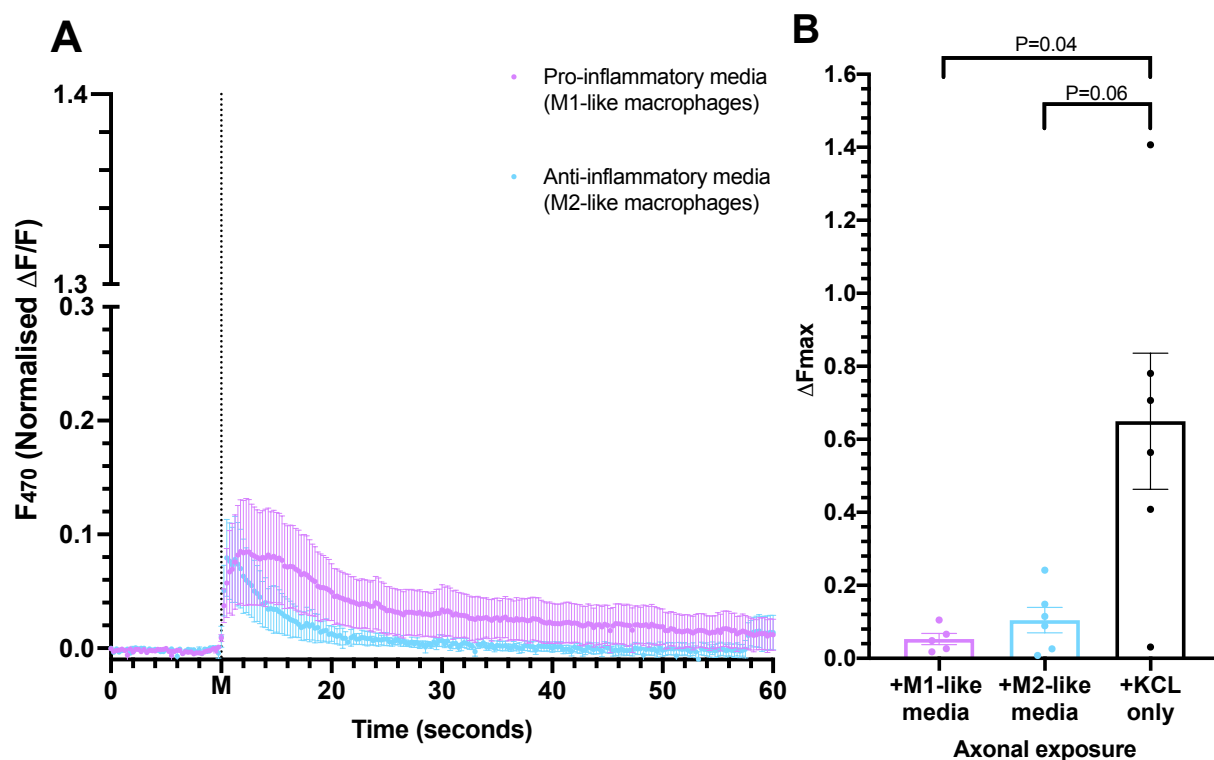 A
Pro-inflammatory media
(M1-like macrophages)
Anti-inflammatory media
(M2-like macrophages)
F470 (Normalised ΔF/F)
1.4
1.3
0.3
0.2
0.1
0.0
0
M
20
30
40
50
60
Time (seconds)
B
P=0.04
P=0.06
ΔFmax
1.6
1.4
1.2
1.0
0.8
0.6
0.4
0.2
0.0
+M1-like
media
+M2-like
media
+KCL
only
Axonal exposure